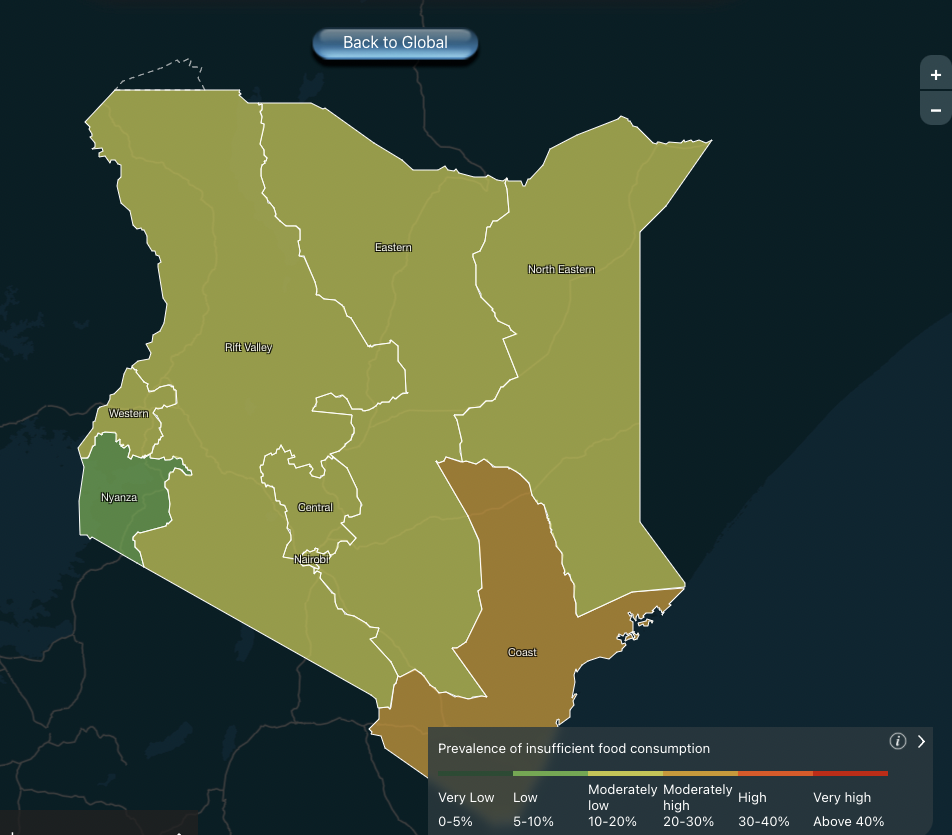 Back to Global
+
−
Eastern
North Eastern
Rift Valley
Western
Nyanza
Central
Nairobi
Coast
Prevalence of insufficient food consumption
i
Very Low
Low
Moderately low
Moderately high
High
Very high
0-5%
5-10%
10-20%
20-30%
30-40%
Above 40%